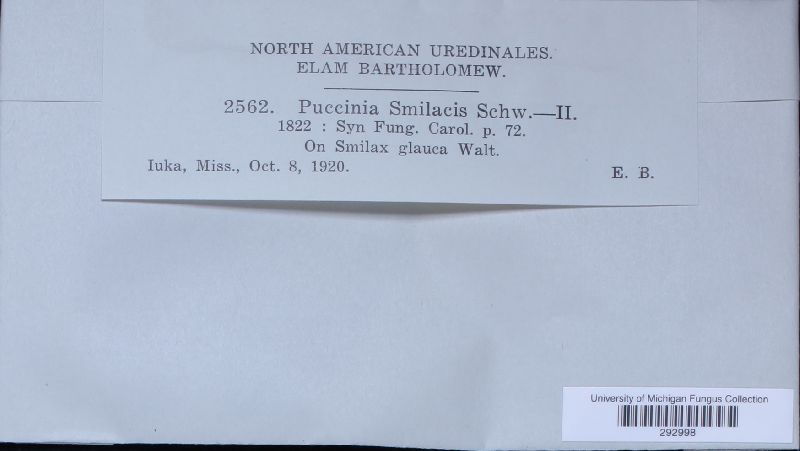 NORTH AMERICAN UREDINALES.
ELAM BARTHOLOMEW.
2562. Puccinia Smilacis Schw.—II.
1822 : Syn Fung. Carol. p. 72.
On Smilax glauca Walt.
Iuka, Miss., Oct. 8, 1920. E. B.
University of Michigan Fungus Collection
292998